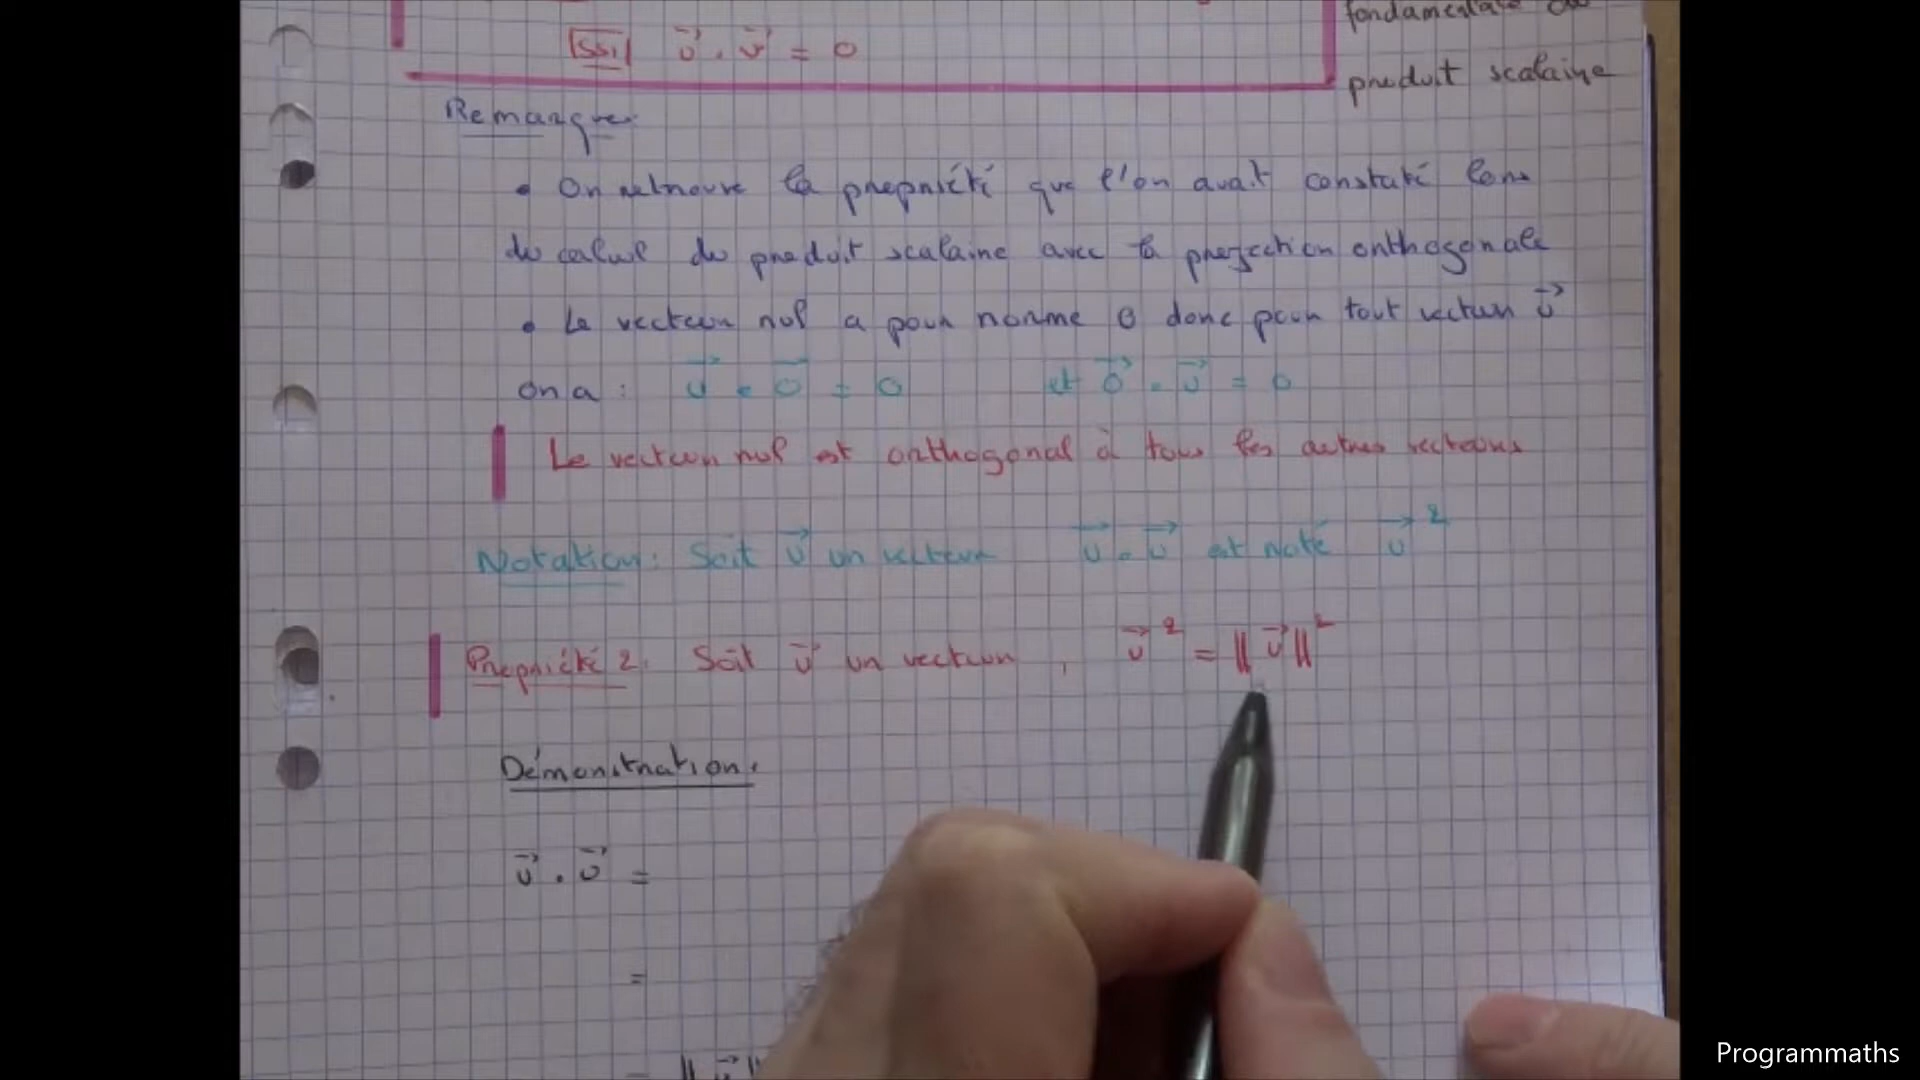 fondamentale du
ssi u⃗ . v⃗ = 0
produit scalaire
Remarque:
• On retrouve la propriété que l'on avait constaté lors
du calcul du produit scalaire avec la projection orthogonale
• Le vecteur nul a pour norme 0 donc pour tout vecteur u⃗
on a : u⃗ . 0⃗ = 0 et 0⃗ . u⃗ = 0
Le vecteur nul est orthogonal à tous les autres vecteurs
Notation: Soit u⃗ un vecteur u⃗ . u⃗ est noté u⃗ ²
Propriété 2: Soit u⃗ un vecteur , u⃗ ² = || u⃗ ||²
Démonstration:
u⃗ . u⃗ =
=
= || u⃗ ||
Programmaths